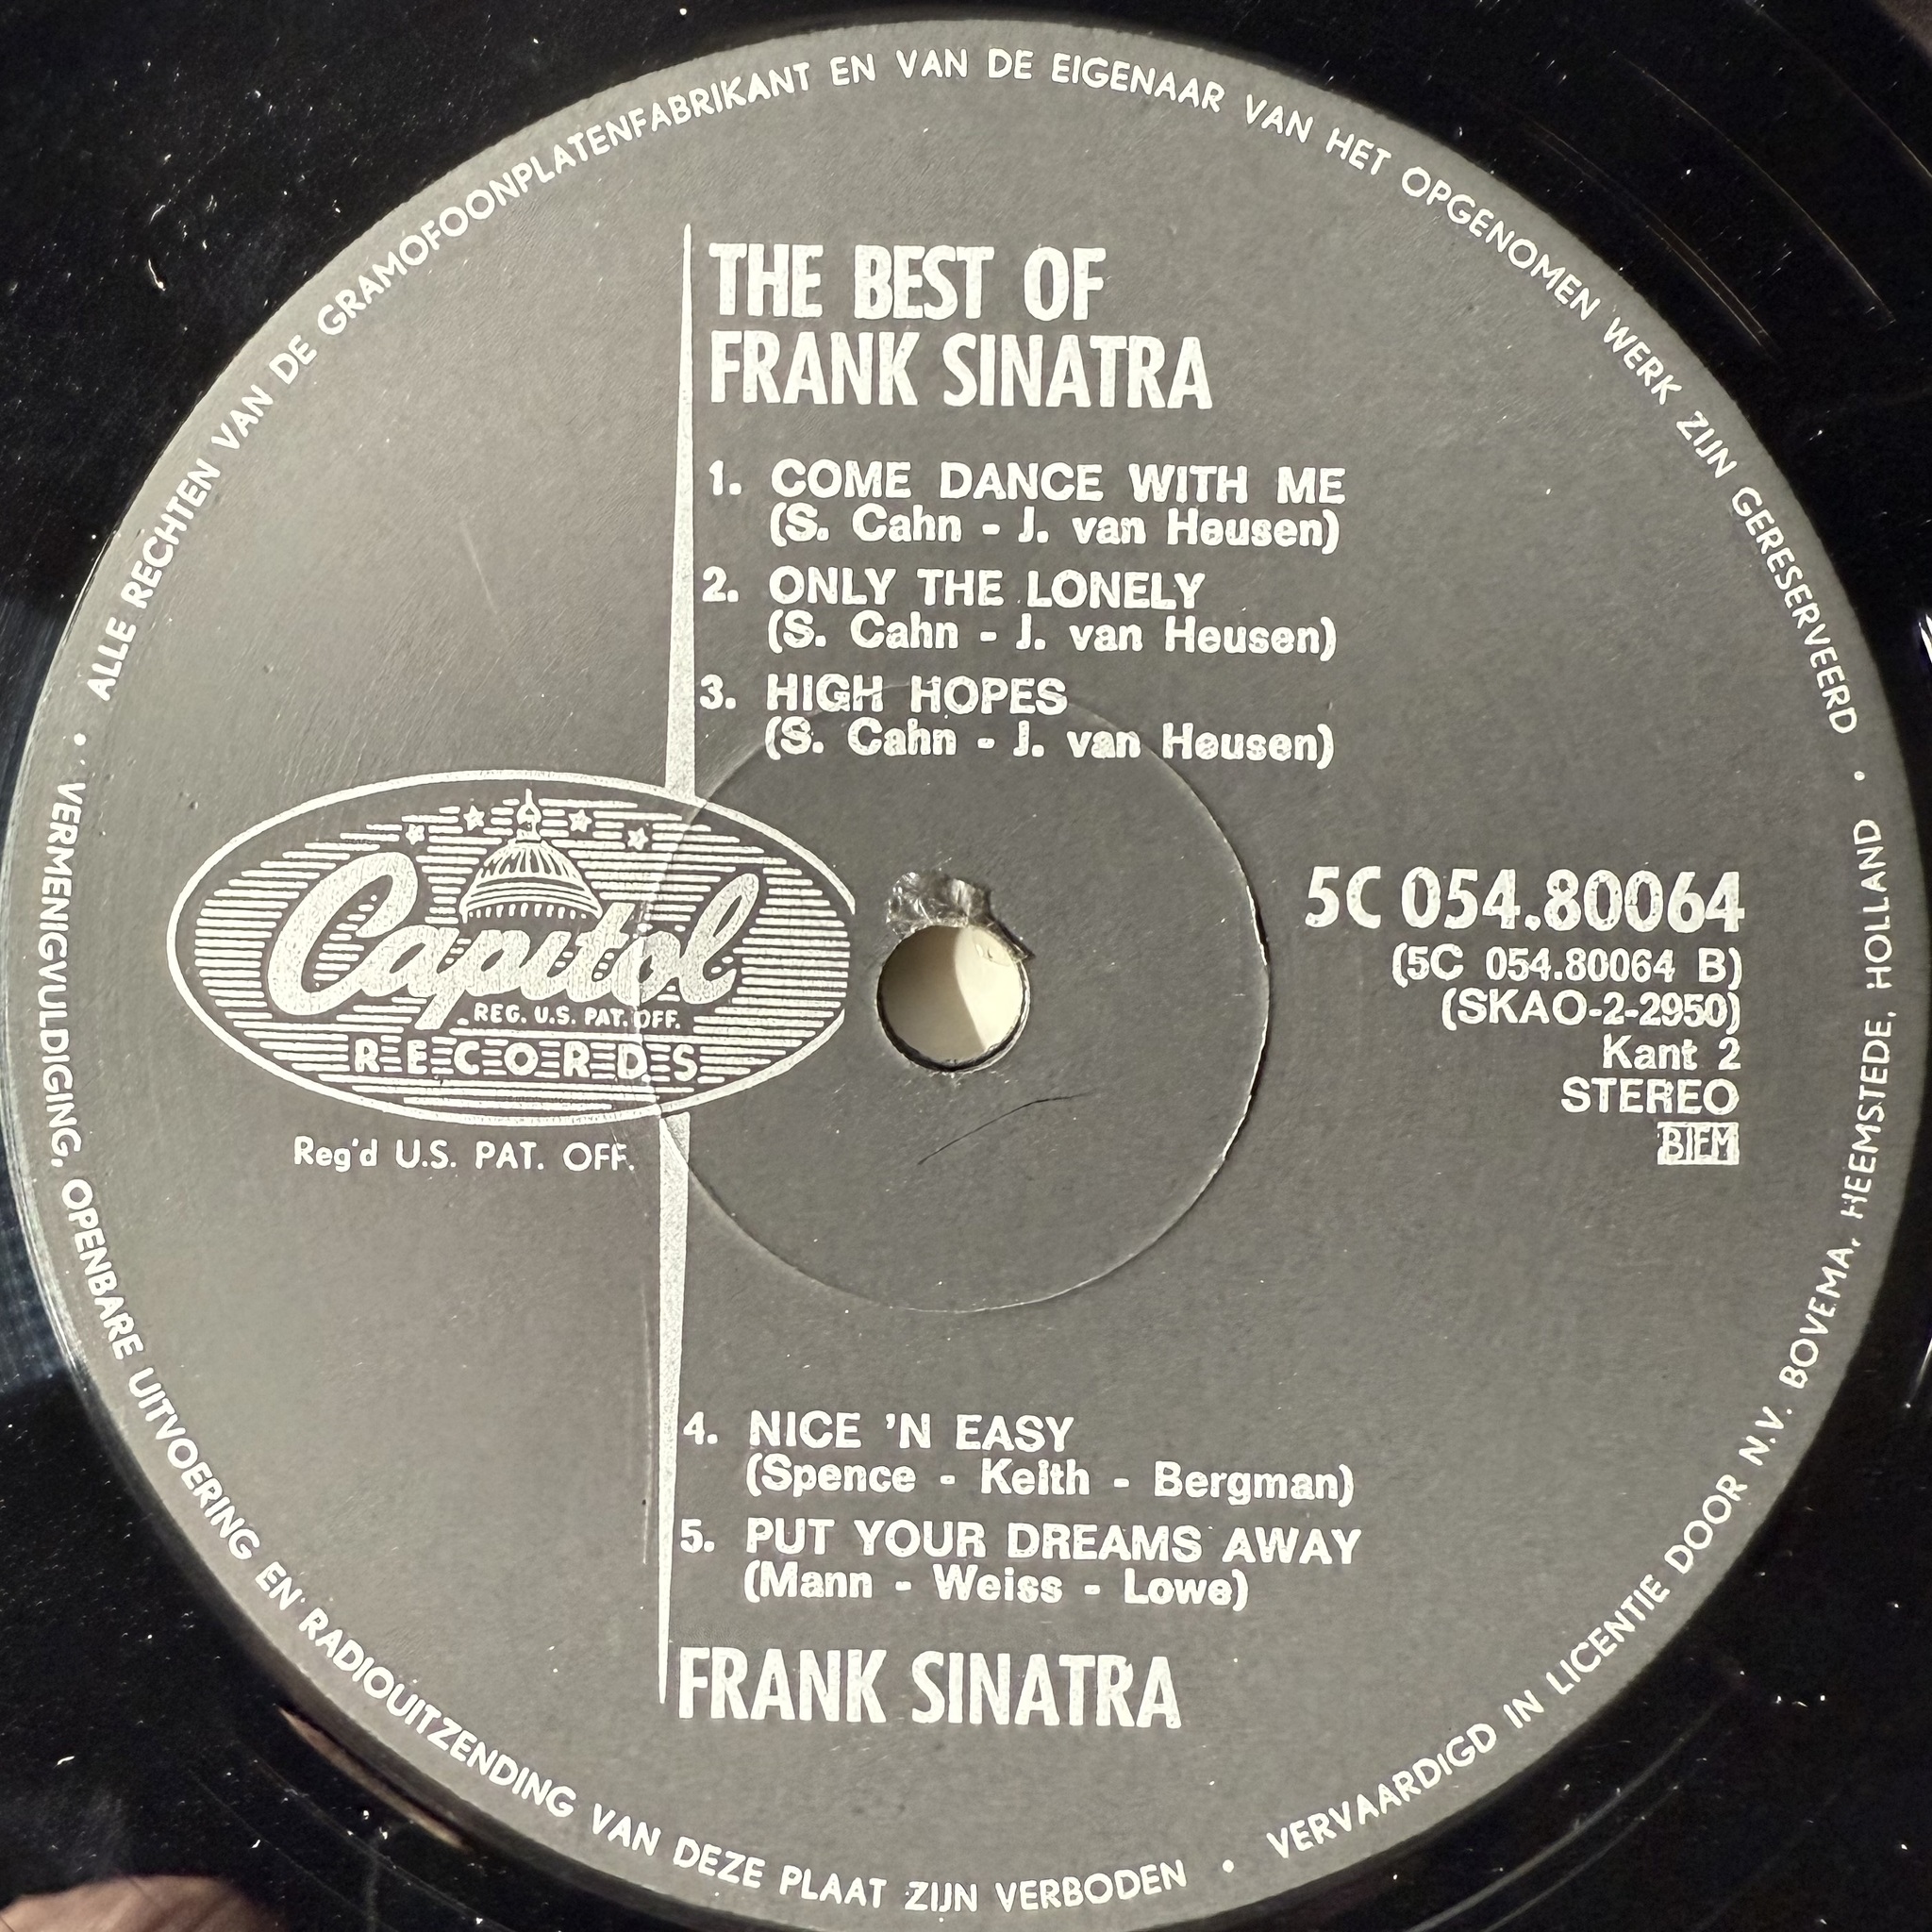 ALLE RECHTEN VAN DE GRAMOFOONPLATENFABRIKANT EN VAN DE EIGENAAR VAN HET OPGENOMEN WERK ZIJN GERESERVEERD •
THE BEST OF
FRANK SINATRA
1. COME DANCE WITH ME
(S. Cahn - J. van Heusen)
2. ONLY THE LONELY
(S. Cahn - J. van Heusen)
3. HIGH HOPES
(S. Cahn - J. van Heusen)
Capitol
REG. U.S. PAT. OFF.
RECORDS
Reg'd U.S. PAT. OFF.
5C 054.80064
(5C 054.80064 B)
(SKAO-2-2950)
Kant 2
STEREO
BIEM
4. NICE 'N EASY
(Spence - Keith - Bergman)
5. PUT YOUR DREAMS AWAY
(Mann - Weiss - Lowe)
FRANK SINATRA
• VERMENIGVULDIGING, OPENBARE UITVOERING EN RADIOUITZENDING VAN DEZE PLAAT ZIJN VERBODEN •
VERVAARDIGD IN LICENTIE DOOR N.V. BOVEMA, HEEMSTEDE, HOLLAND